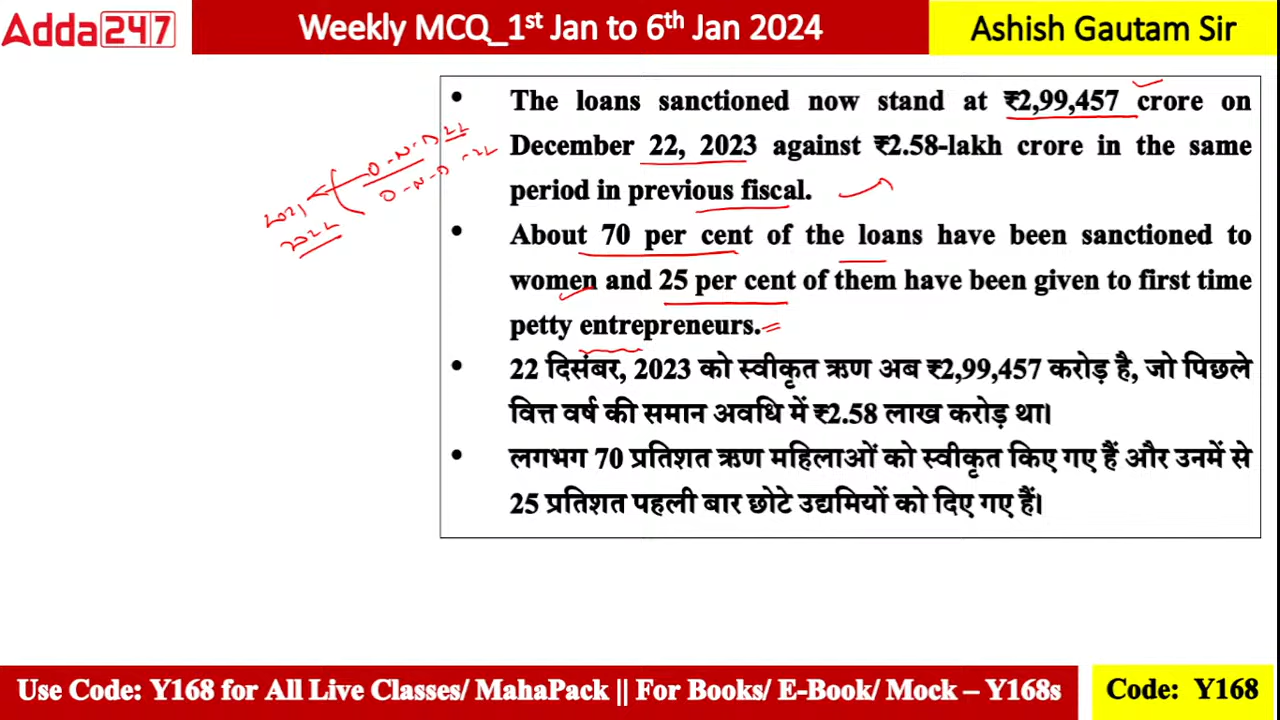 Adda247
Weekly MCQ_1st Jan to 6th Jan 2024
Ashish Gautam Sir
• The loans sanctioned now stand at ₹2,99,457 crore on
December 22, 2023 against ₹2.58-lakh crore in the same
period in previous fiscal.
• About 70 per cent of the loans have been sanctioned to
women and 25 per cent of them have been given to first time
petty entrepreneurs.
• 22 दिसंबर, 2023 को स्वीकृत ऋण अब ₹2,99,457 करोड़ है, जो पिछले
वित्त वर्ष की समान अवधि में ₹2.58 लाख करोड़ था।
• लगभग 70 प्रतिशत ऋण महिलाओं को स्वीकृत किए गए हैं और उनमें से
25 प्रतिशत पहली बार छोटे उद्यमियों को दिए गए हैं।
O-N-D 22
O-N-D-22
2021
2022
Use Code: Y168 for All Live Classes/ MahaPack || For Books/ E-Book/ Mock – Y168s
Code: Y168